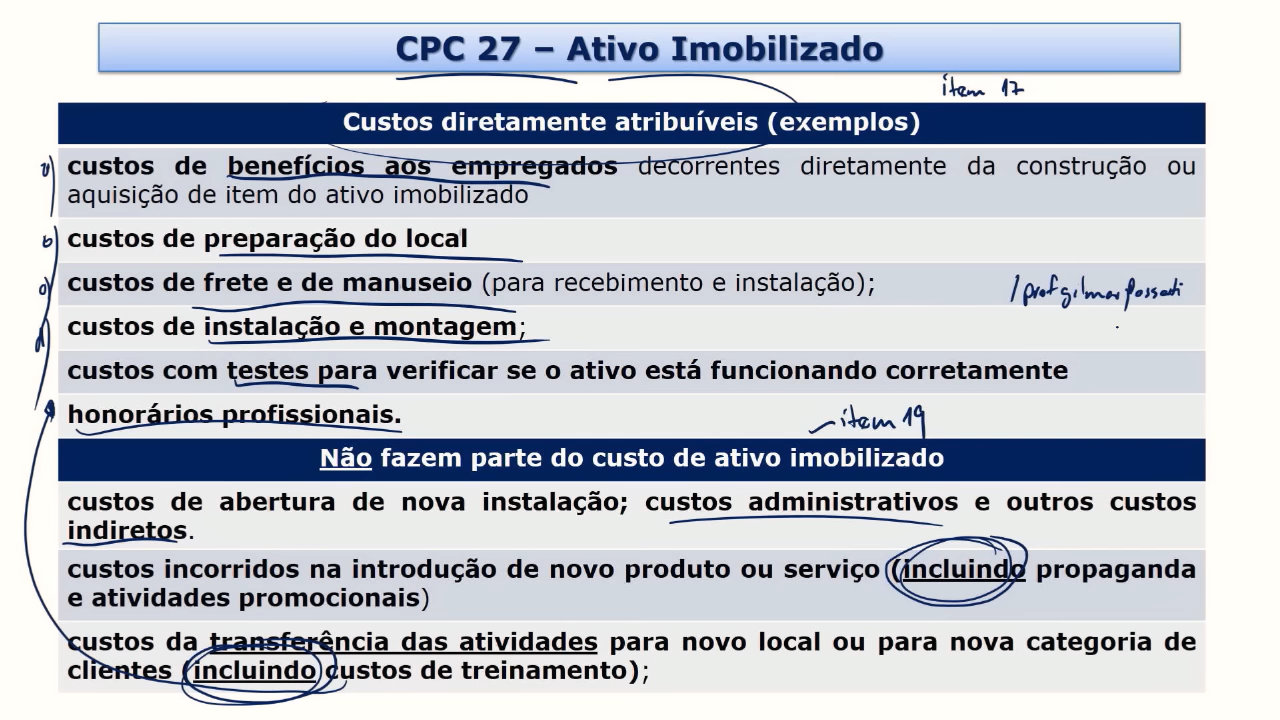 CPC 27 – Ativo Imobilizado
item 17
Custos diretamente atribuíveis (exemplos)
a)
custos de benefícios aos empregados decorrentes diretamente da construção ou
aquisição de item do ativo imobilizado
b)
custos de preparação do local
custos de frete e de manuseio (para recebimento e instalação);
/profgilmarpossati
d)
custos de instalação e montagem;
custos com testes para verificar se o ativo está funcionando corretamente
honorários profissionais.
item 19
Não fazem parte do custo de ativo imobilizado
custos de abertura de nova instalação; custos administrativos e outros custos
indiretos.
custos incorridos na introdução de novo produto ou serviço (incluindo propaganda
e atividades promocionais)
custos da transferência das atividades para novo local ou para nova categoria de
clientes (incluindo custos de treinamento);